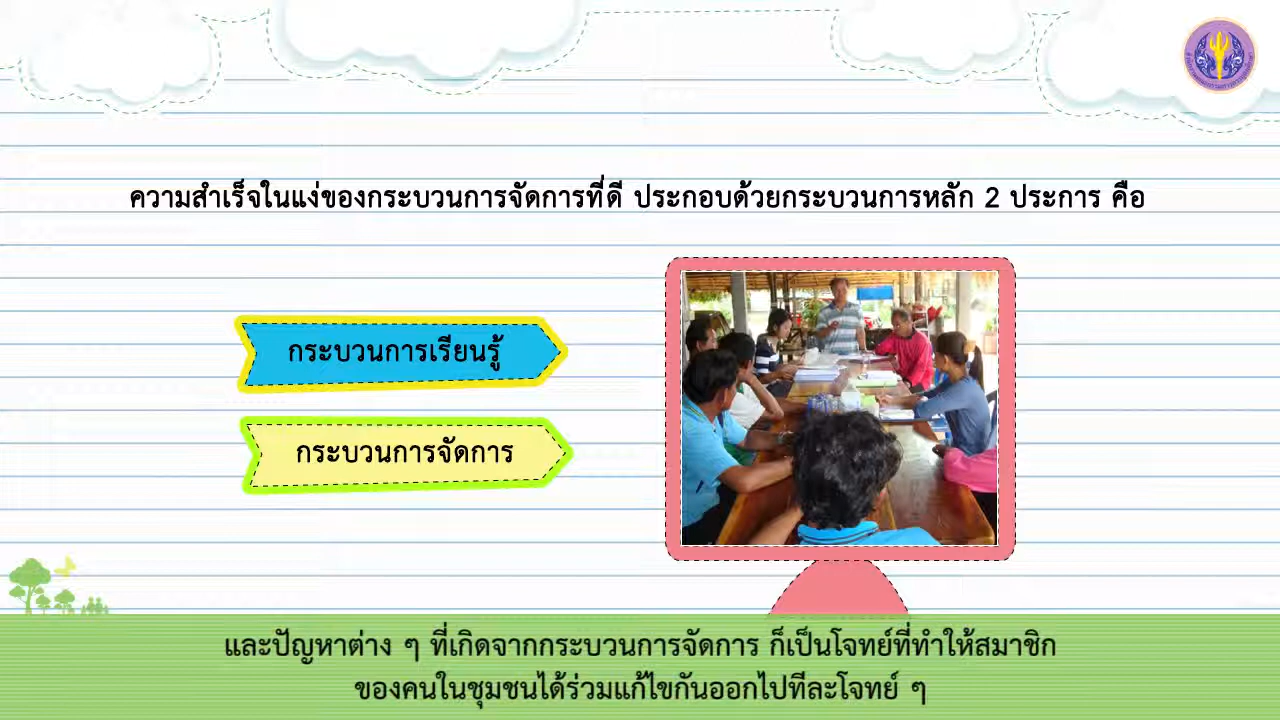 ความสำเร็จในแง่ของกระบวนการจัดการที่ดี ประกอบด้วยกระบวนการหลัก 2 ประการ คือ
กระบวนการเรียนรู้
กระบวนการจัดการ
และปัญหาต่าง ๆ ที่เกิดจากกระบวนการจัดการ ก็เป็นโจทย์ที่ทำให้สมาชิก
ของคนในชุมชนได้ร่วมแก้ไขกันออกไปทีละโจทย์ ๆ